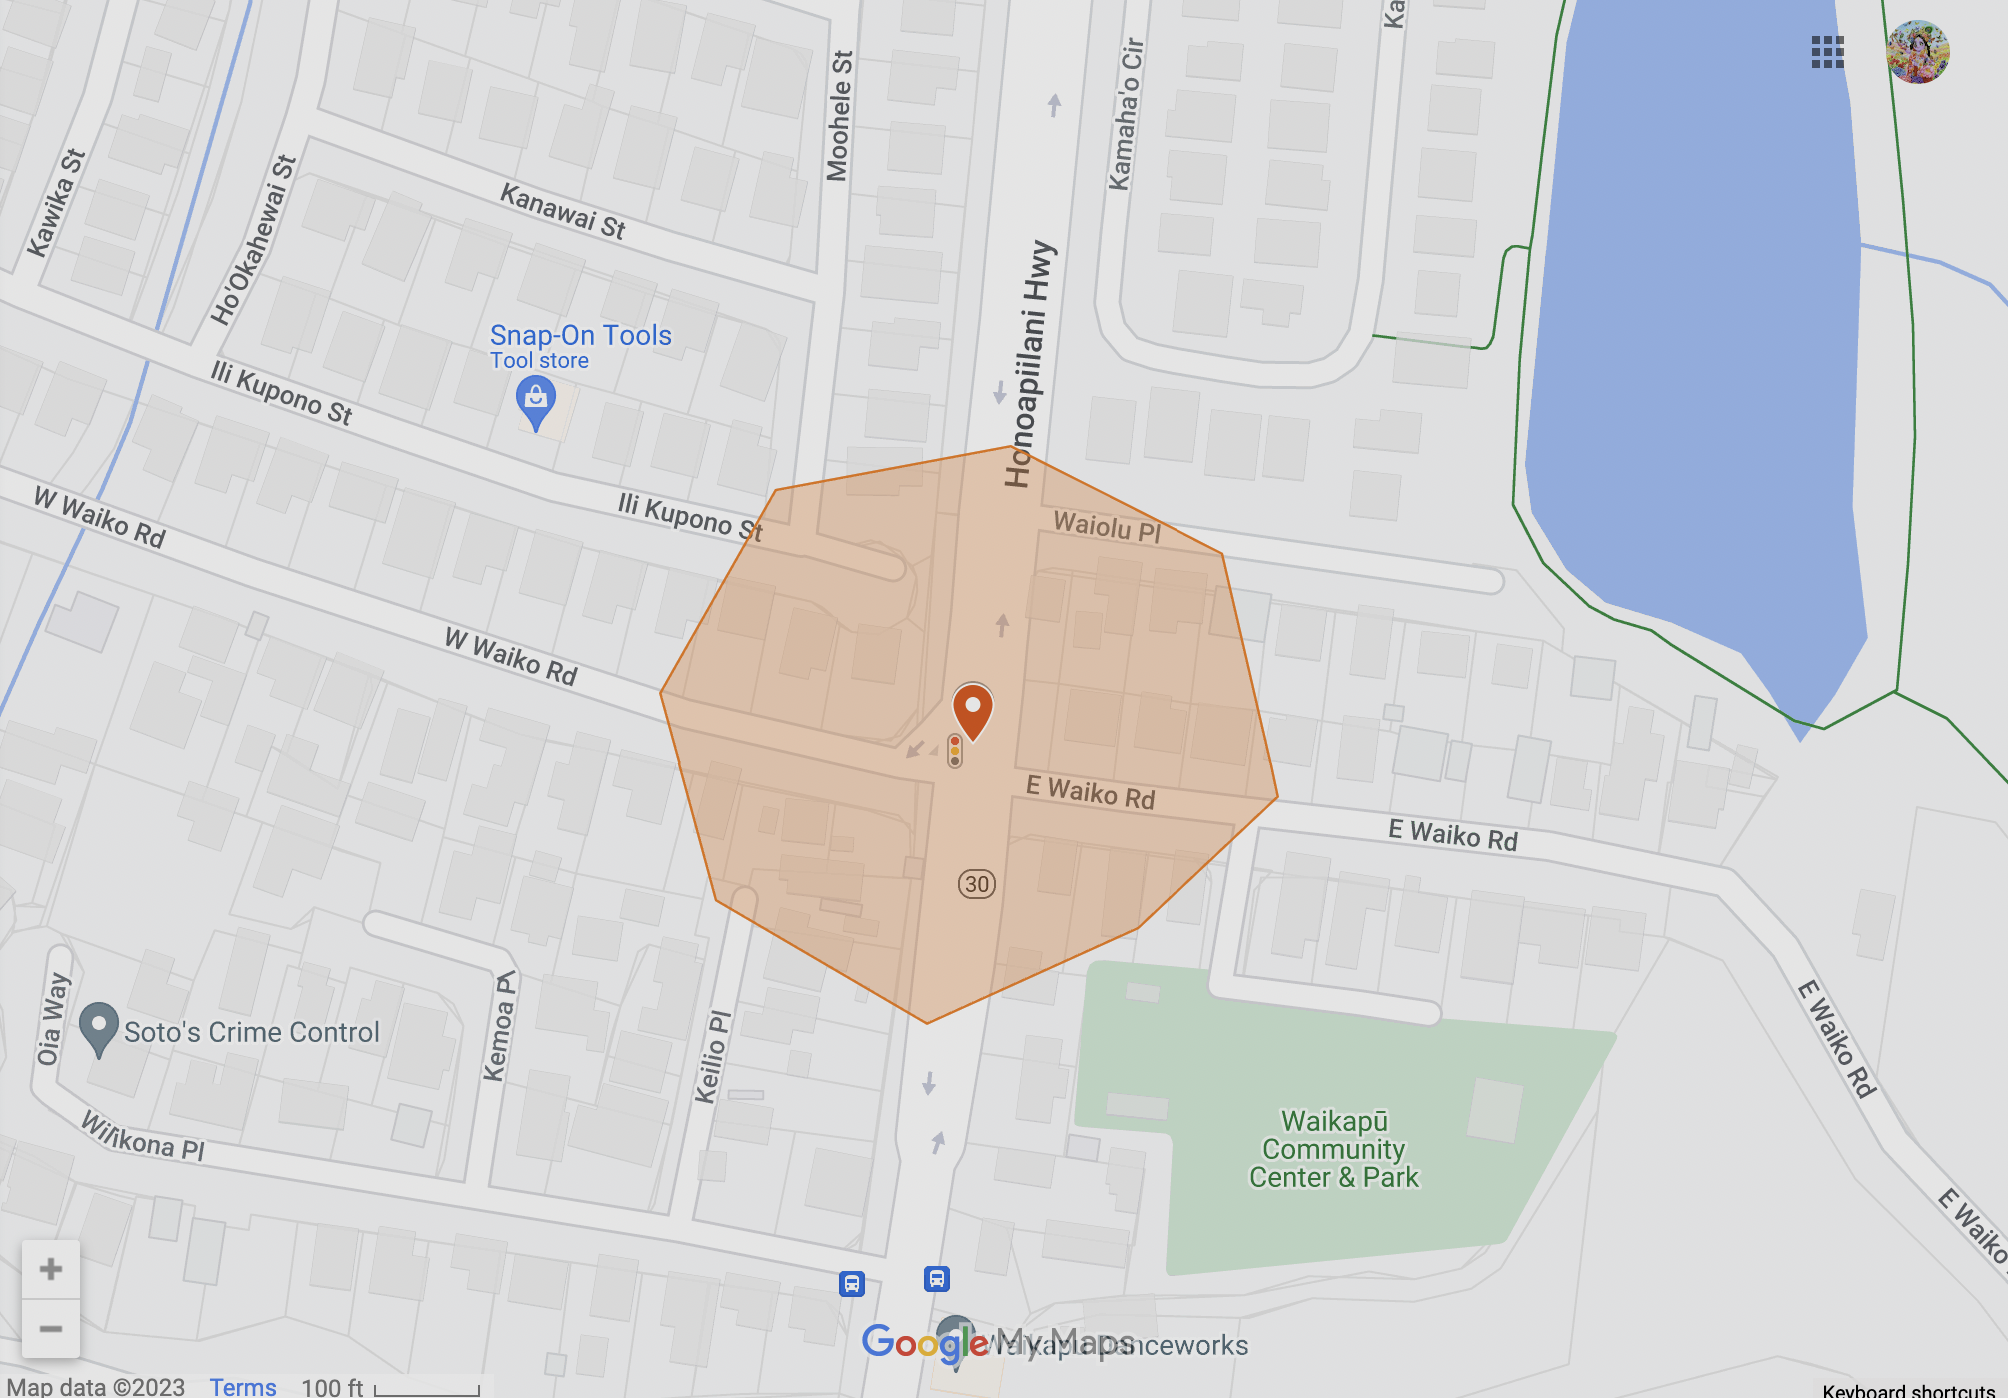 Ka
Moohele St
Kamaha'o Cir
Kawika St
Ho'Okahewai St
Kanawai St
Honoapiilani Hwy
Snap-On Tools
Tool store
Ili Kupono St
Ili Kupono St
W Waiko Rd
Waiolu Pl
W Waiko Rd
E Waiko Rd
E Waiko Rd
30
Oia Way
Soto's Crime Control
Kemoa Pl
Keilio Pl
E Waiko Rd
Wilikona Pl
Waikapū
Community
Center & Park
E Waiko
Google My Maps
Map data ©2023 Terms 100 ft
Keyboard shortcuts